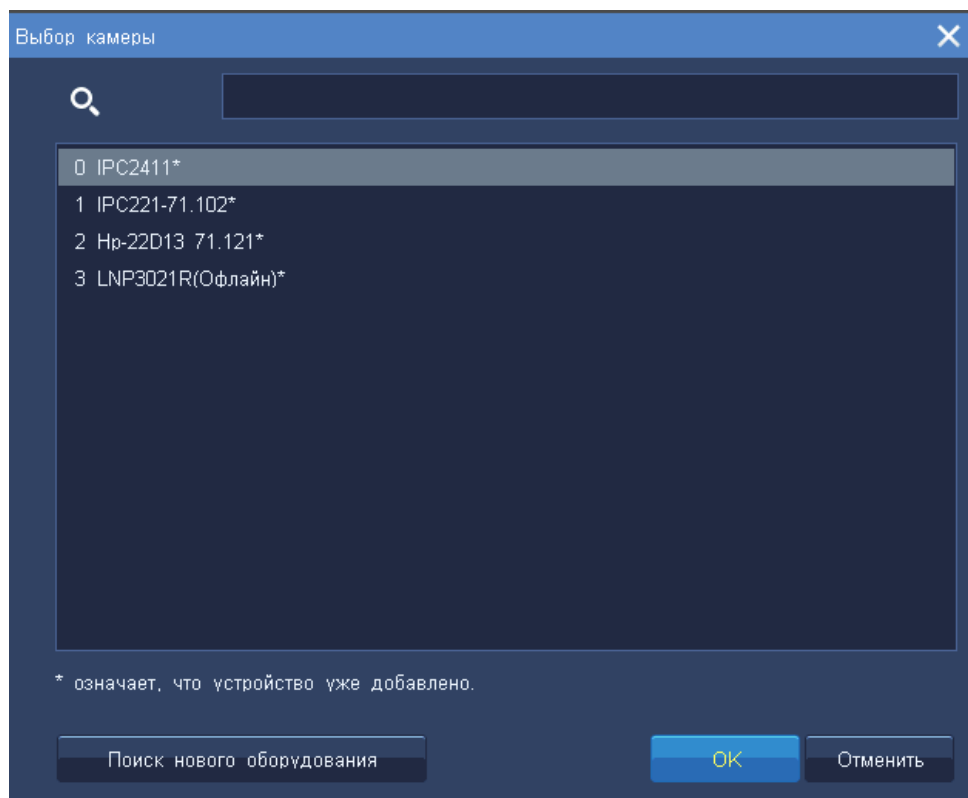 Выбор камеры
0 IPC2411*
1 IPC221-71.102*
2 Hp-22D13 71.121*
3 LNP3021R(Офлайн)*
* означает, что устройство уже добавлено.
Поиск нового оборудования
OK
Отменить